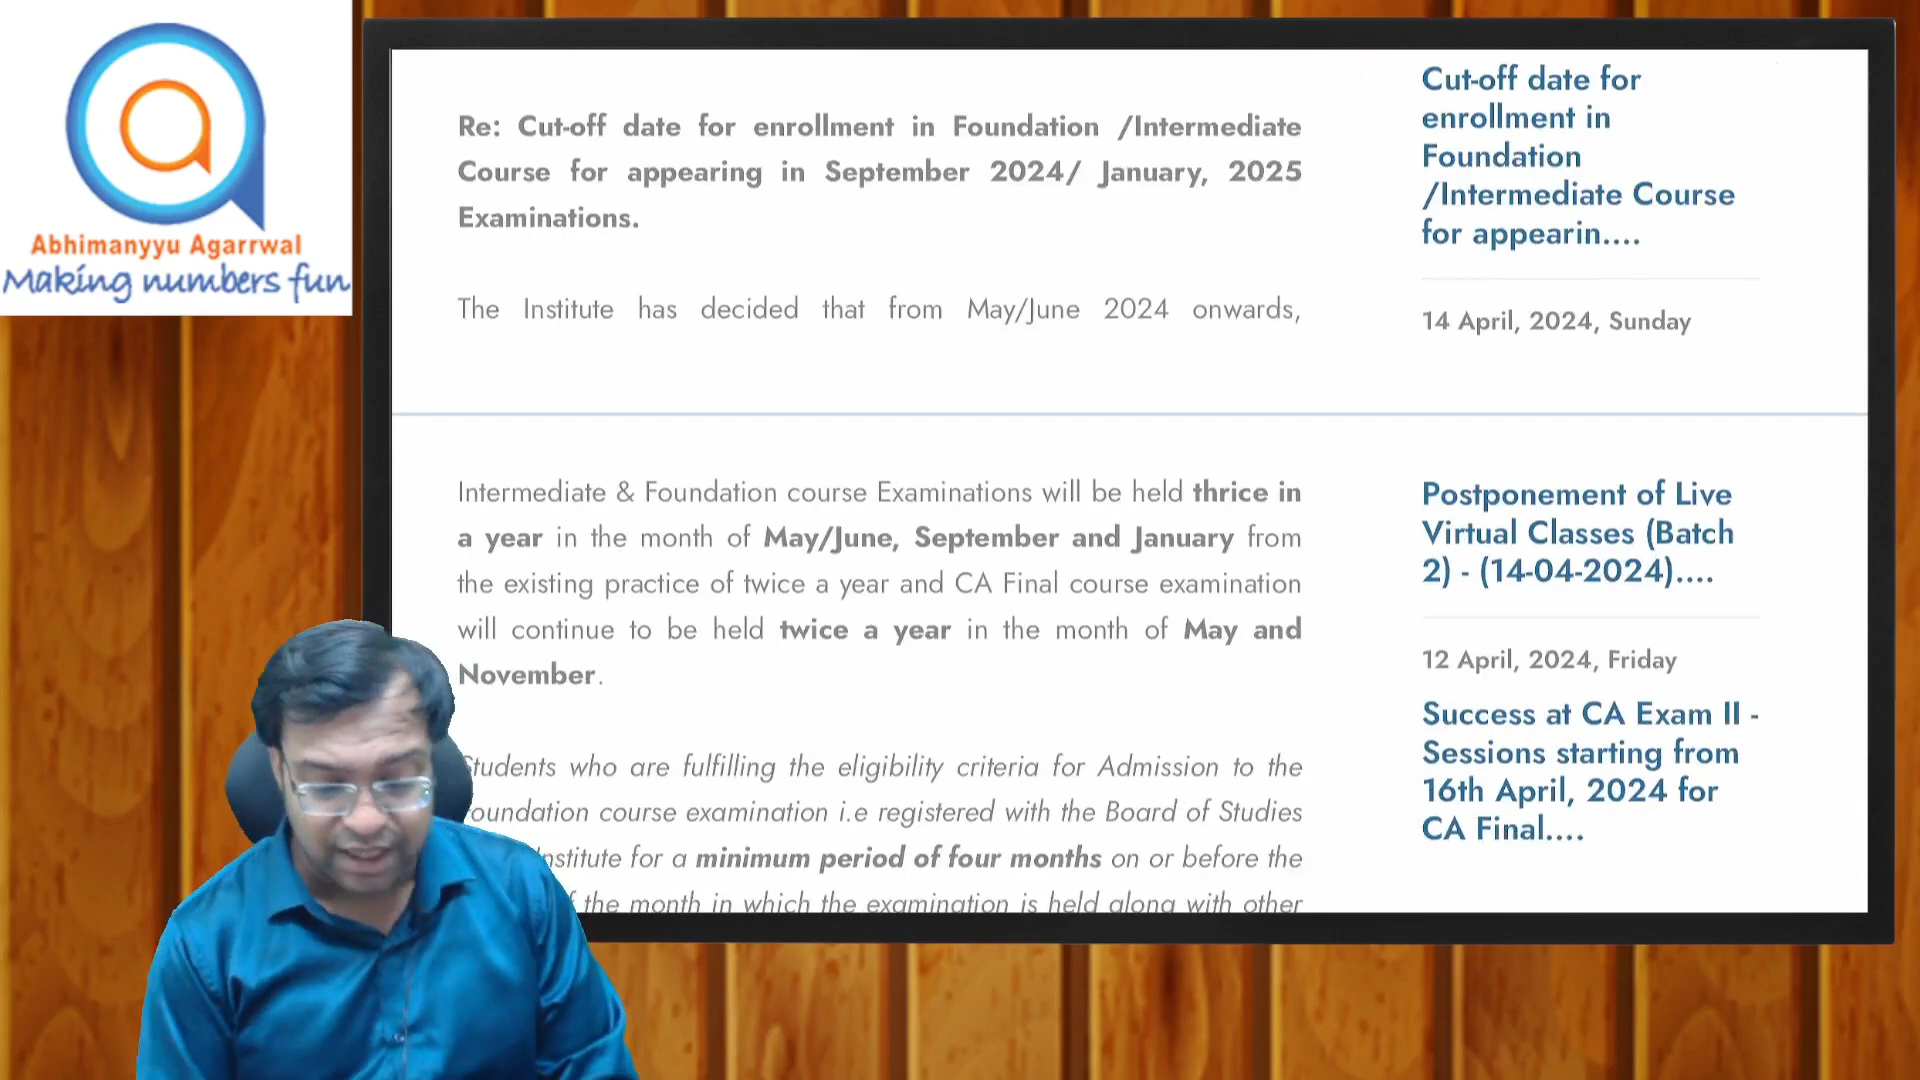 Abhimanyyu Agarrwal
Making numbers fun
Re: Cut-off date for enrollment in Foundation /Intermediate
Course for appearing in September 2024/ January, 2025
Examinations.
The Institute has decided that from May/June 2024 onwards,
Intermediate & Foundation course Examinations will be held thrice in
a year in the month of May/June, September and January from
the existing practice of twice a year and CA Final course examination
will continue to be held twice a year in the month of May and
November.
Students who are fulfilling the eligibility criteria for Admission to the
oundation course examination i.e registered with the Board of Studies
nstitute for a minimum period of four months on or before the
the month in which the examination is held along with other
Cut-off date for
enrollment in
Foundation
/Intermediate Course
for appearin....
14 April, 2024, Sunday
Postponement of Live
Virtual Classes (Batch
2) - (14-04-2024)....
12 April, 2024, Friday
Success at CA Exam II -
Sessions starting from
16th April, 2024 for
CA Final....